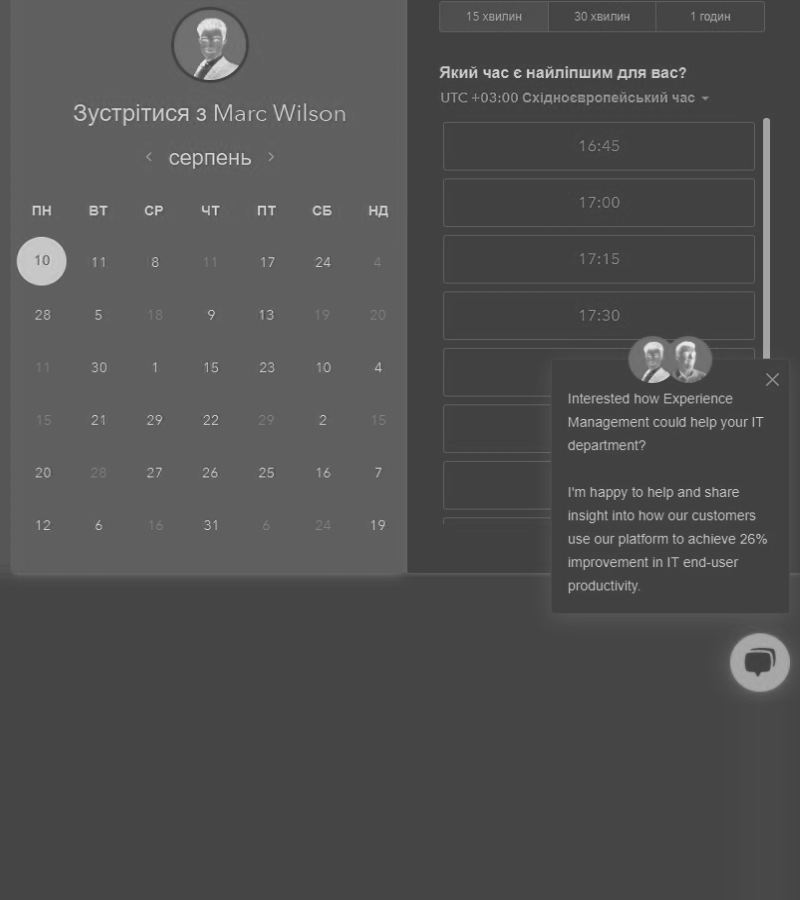 Зустрітися з Marc Wilson
серпень
ПН ВТ СР ЧТ ПТ СБ НД
10 11 8 11 17 24 4
28 5 18 9 13 19 20
11 30 1 15 23 10 4
15 21 29 22 29 2 15
20 28 27 26 25 16 7
12 6 16 31 6 24 19
15 хвилин 30 хвилин 1 годин
Який час є найліпшим для вас?
UTC +03:00 Східноєвропейський час
16:45
17:00
17:15
17:30
Interested how Experience
Management could help your IT
department?
I'm happy to help and share
insight into how our customers
use our platform to achieve 26%
improvement in IT end-user
productivity.